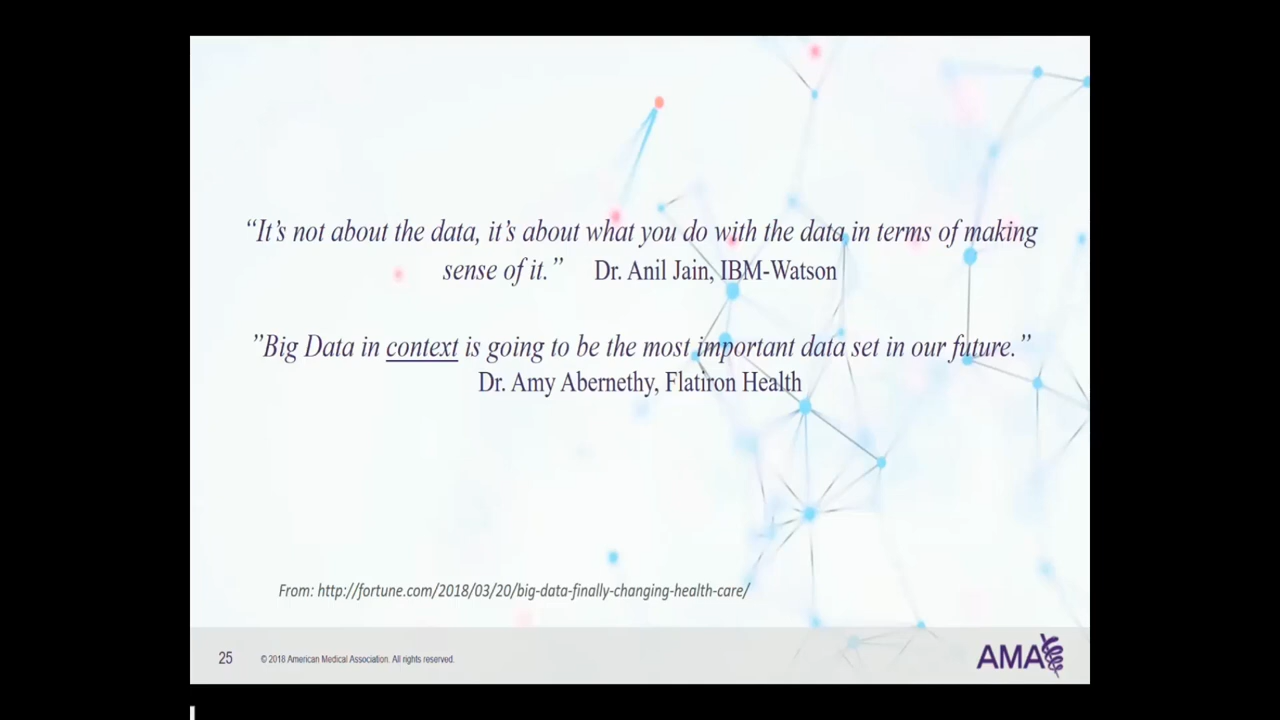 “It’s not about the data, it’s about what you do with the data in terms of making
sense of it.” Dr. Anil Jain, IBM-Watson
”Big Data in context is going to be the most important data set in our future.”
Dr. Amy Abernethy, Flatiron Health
From: http://fortune.com/2018/03/20/big-data-finally-changing-health-care/
25 © 2018 American Medical Association. All rights reserved. AMA